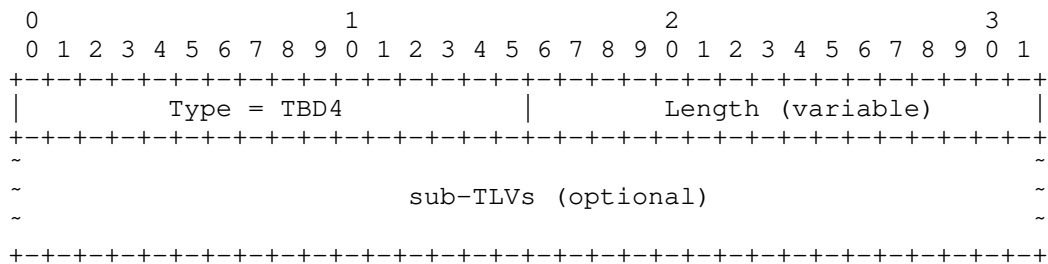 0                   1                   2                   3
 0 1 2 3 4 5 6 7 8 9 0 1 2 3 4 5 6 7 8 9 0 1 2 3 4 5 6 7 8 9 0 1
+-+-+-+-+-+-+-+-+-+-+-+-+-+-+-+-+-+-+-+-+-+-+-+-+-+-+-+-+-+-+-+-+
|         Type = TBD4           |        Length (variable)      |
+-+-+-+-+-+-+-+-+-+-+-+-+-+-+-+-+-+-+-+-+-+-+-+-+-+-+-+-+-+-+-+-+
~                                                               ~
~                        sub-TLVs (optional)                    ~
~                                                               ~
+-+-+-+-+-+-+-+-+-+-+-+-+-+-+-+-+-+-+-+-+-+-+-+-+-+-+-+-+-+-+-+-+